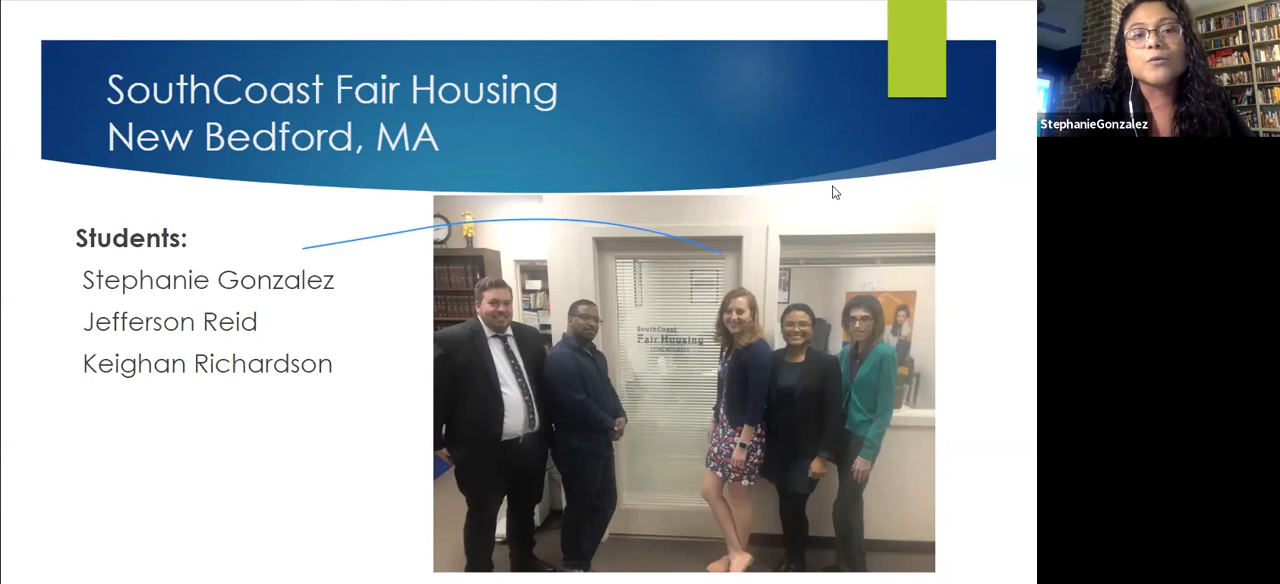 SouthCoast Fair Housing
New Bedford, MA
Students:
Stephanie Gonzalez
Jefferson Reid
Keighan Richardson
SouthCoast
Fair Housing
StephanieGonzalez